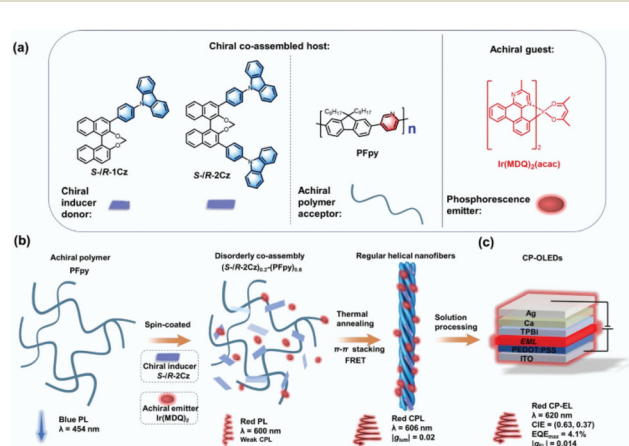 (a)
Chiral co-assembled host:
Achiral guest:
C₈H₁₇ C₈H₁₇
N
n
N
O
O
N
N
O
O
N
N
N
Ir
O
O
2
S-/R-1Cz
S-/R-2Cz
PFpy
Ir(MDQ)₂(acac)
Chiral inducer donor:
Achiral polymer acceptor:
Phosphorescence emitter:
(b)
Achiral polymer
PFpy
Disorderly co-assembly
(S-/R-2Cz)₀.₂-(PFpy)₀.₈
Regular helical nanofibers
(c)
CP-OLEDs
Spin-coated
Chiral inducer
S-/R-2Cz
Achiral emitter
Ir(MDQ)₂
Thermal
annealing
π-π stacking
FRET
Solution
processing
Ag
Ca
TPBi
EML
PEDOT:PSS
ITO
Blue PL
λ = 454 nm
Red PL
λ = 600 nm
Weak CPL
Red CPL
λ = 606 nm
|gₗᵤₘ| = 0.02
Red CP-EL
λ = 620 nm
CIE = (0.63, 0.37)
EQEₘₐₓ = 4.1%
= 0.014